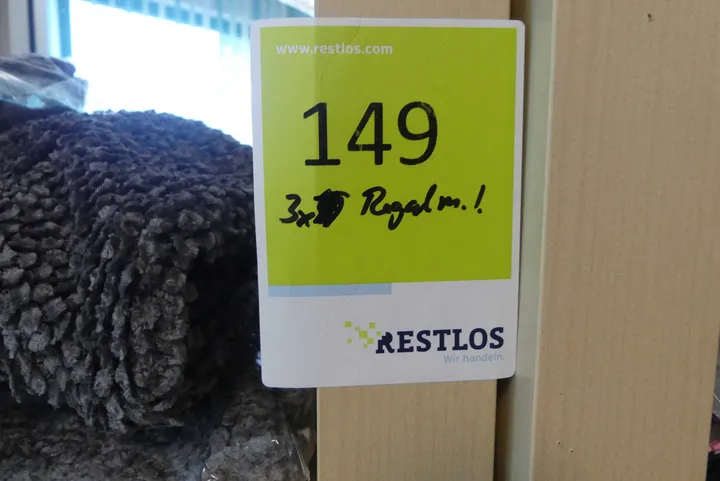 www.restlos.com
149
3x Regal m.!
RESTLOS
Wir handeln.